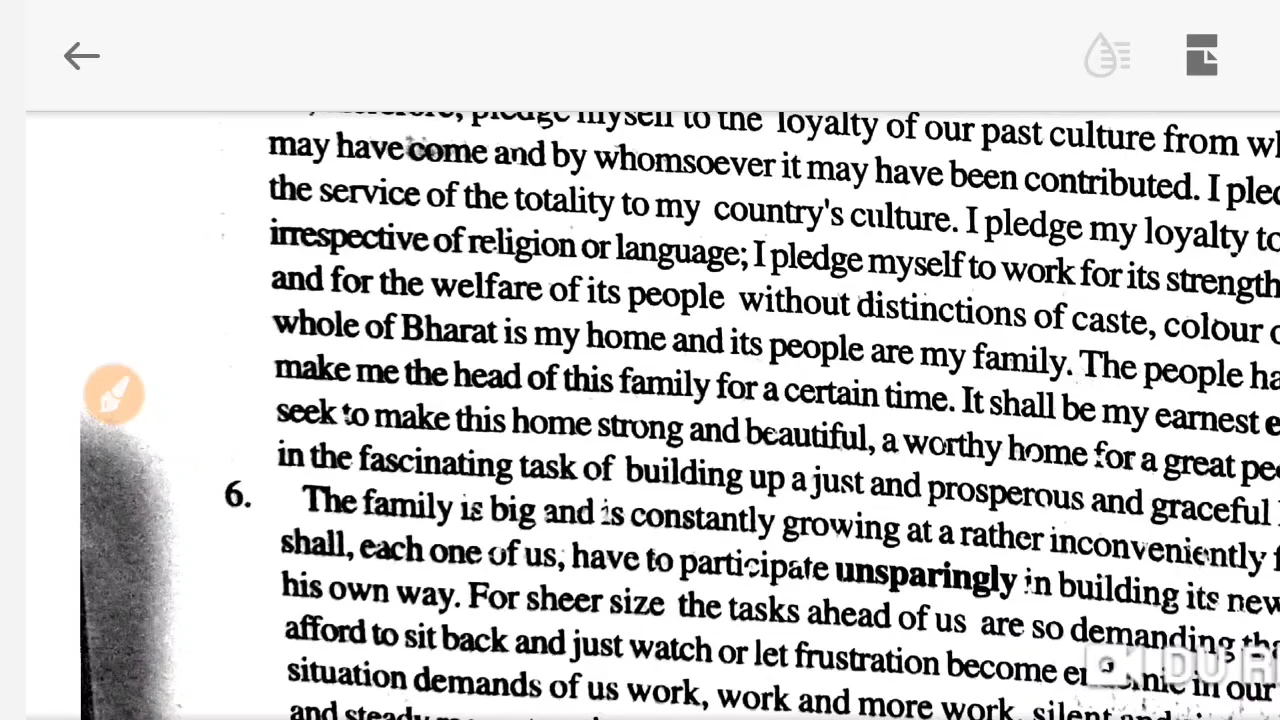 pledge myself to the loyalty of our past culture from
may have come and by whomsoever it may have been contributed. I
the service of the totality to my country's culture. I pledge my loyalty to
irrespective of religion or language; I pledge myself to work for its strength
and for the welfare of its people without distinctions of caste, colour
whole of Bharat is my home and its people are my family. The people
make me the head of this family for a certain time. It shall be my earnest
seek to make this home strong and beautiful, a worthy home for a great
in the fascinating task of building up a just and prosperous and graceful
6. The family is big and is constantly growing at a rather inconveniently
shall, each one of us, have to participate unsparingly in building its new
his own way. For sheer size the tasks ahead of us are so demanding
afford to sit back and just watch or let frustration become in our
situation demands of us work, work and more work, silent
and steady